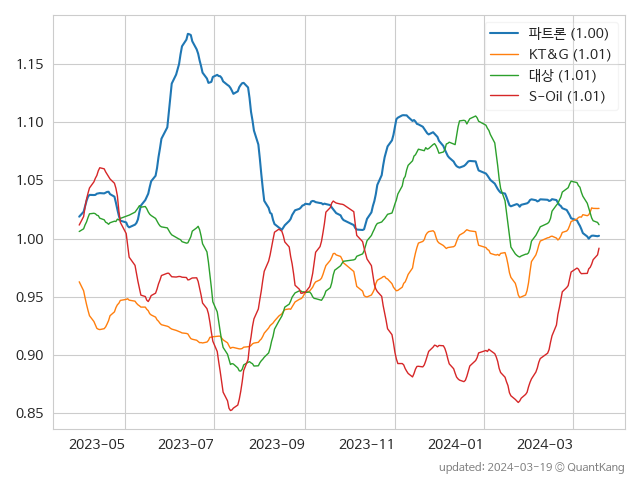 파트론 (1.00)
KT&G (1.01)
대상 (1.01)
S-Oil (1.01)
1.15
1.10
1.05
1.00
0.95
0.90
0.85
2023-05 2023-07 2023-09 2023-11 2024-01 2024-03
updated: 2024-03-19 © QuantKang